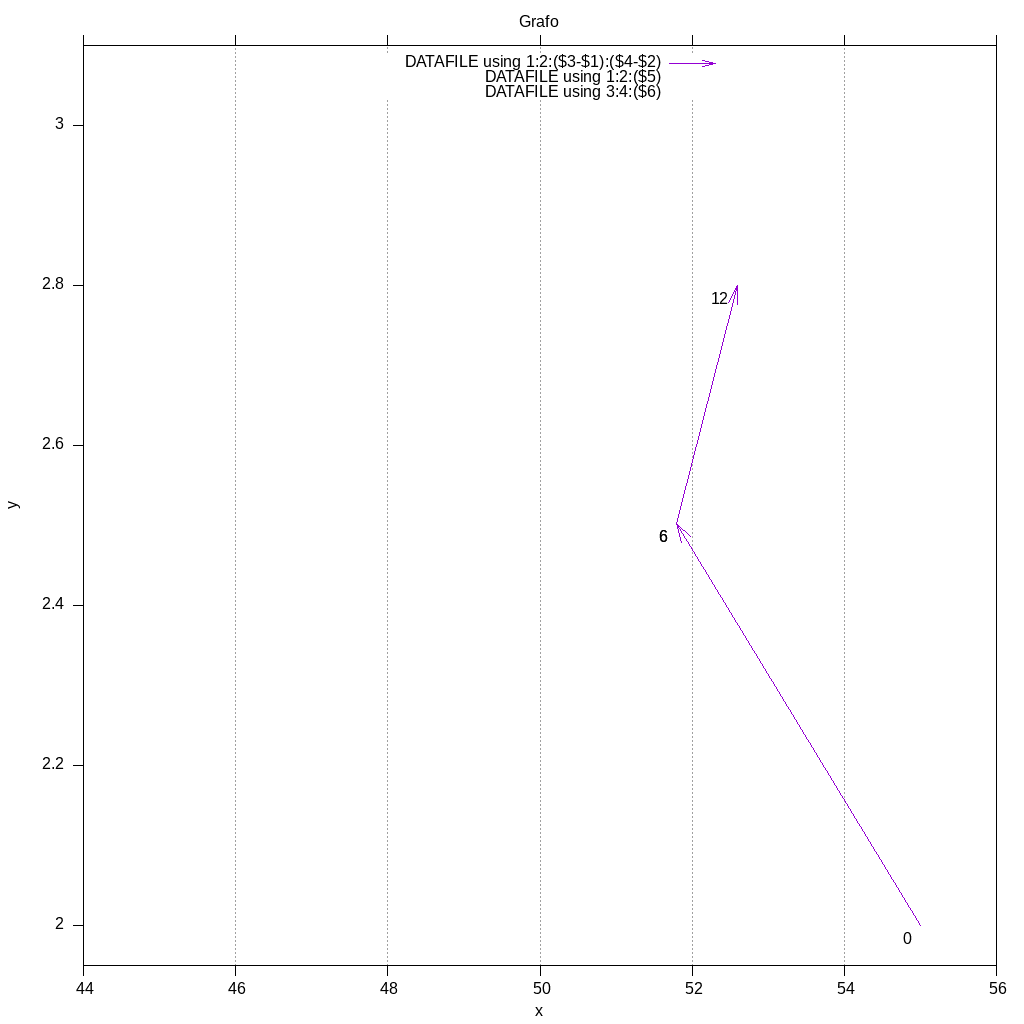 Grafo
DATAFILE using 1:2:($3-$1):($4-$2)
DATAFILE using 1:2:($5)
DATAFILE using 3:4:($6)
3
2.8
12
2.6
y
6
2.4
2.2
2
0
44 46 48 50 52 54 56
x